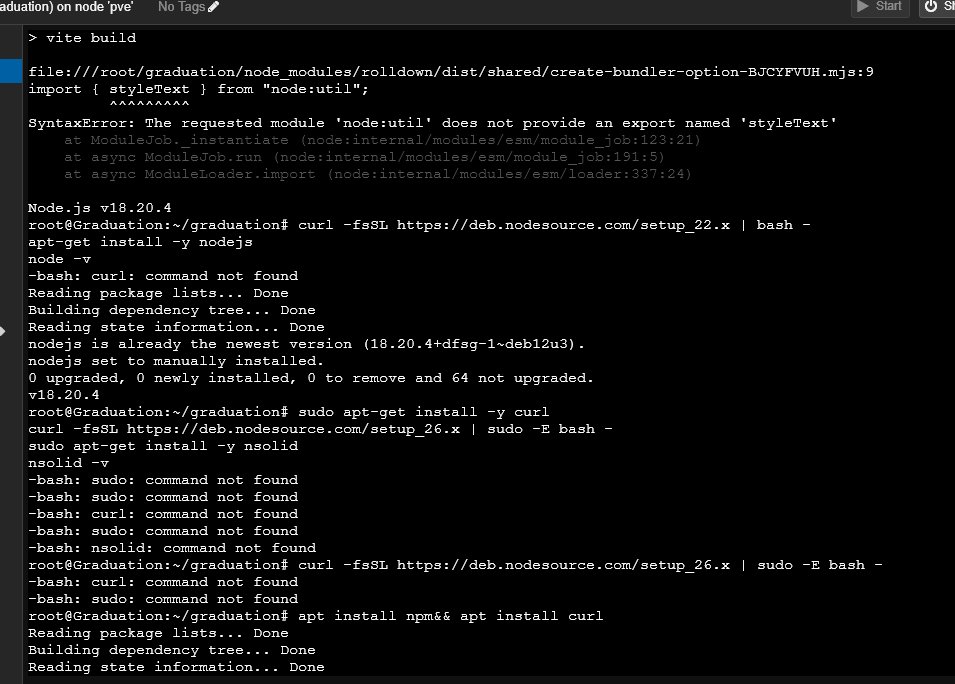 aduation) on node 'pve'
No Tags
Start
> vite build
file:///root/graduation/node_modules/rolldown/dist/shared/create-bundler-option-BJCYFVUH.mjs:9
import { styleText } from "node:util";
^^^^^^^^^
SyntaxError: The requested module 'node:util' does not provide an export named 'styleText'
at ModuleJob._instantiate (node:internal/modules/esm/module_job:123:21)
at async ModuleJob.run (node:internal/modules/esm/module_job:191:5)
at async ModuleLoader.import (node:internal/modules/esm/loader:337:24)
Node.js v18.20.4
root@Graduation:~/graduation# curl -fsSL https://deb.nodesource.com/setup_22.x | bash -
apt-get install -y nodejs
node -v
-bash: curl: command not found
Reading package lists... Done
Building dependency tree... Done
Reading state information... Done
nodejs is already the newest version (18.20.4+dfsg-1~deb12u3).
nodejs set to manually installed.
0 upgraded, 0 newly installed, 0 to remove and 64 not upgraded.
v18.20.4
root@Graduation:~/graduation# sudo apt-get install -y curl
curl -fsSL https://deb.nodesource.com/setup_26.x | sudo -E bash -
sudo apt-get install -y nsolid
nsolid -v
-bash: sudo: command not found
-bash: sudo: command not found
-bash: curl: command not found
-bash: sudo: command not found
-bash: nsolid: command not found
root@Graduation:~/graduation# curl -fsSL https://deb.nodesource.com/setup_26.x | sudo -E bash -
-bash: curl: command not found
-bash: sudo: command not found
root@Graduation:~/graduation# apt install npm&& apt install curl
Reading package lists... Done
Building dependency tree... Done
Reading state information... Done